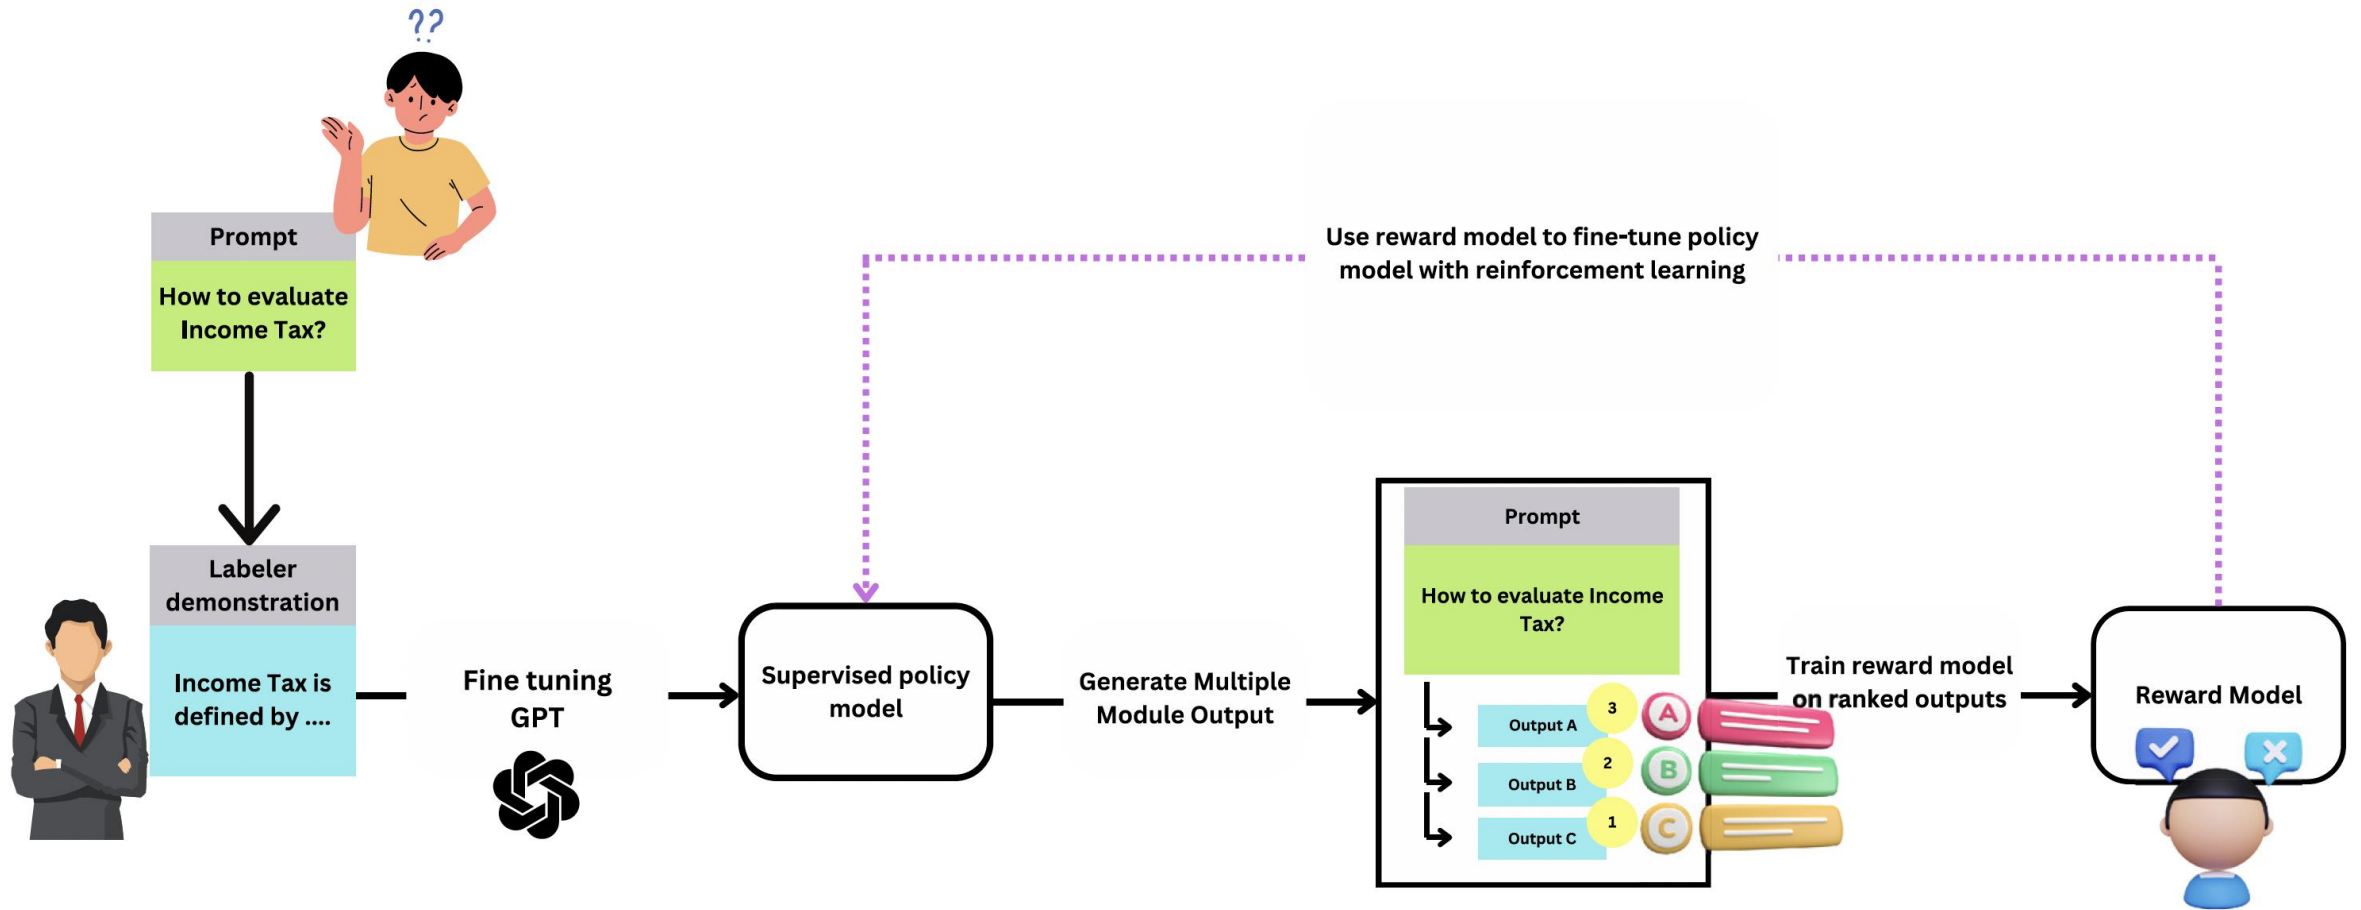 ??
Prompt
How to evaluate
Income Tax?
Labeler
demonstration
Income Tax is
defined by ....
Fine tuning
GPT
Supervised policy
model
Generate Multiple
Module Output
Use reward model to fine-tune policy
model with reinforcement learning
Prompt
How to evaluate Income
Tax?
Output A 3 A
Output B 2 B
Output C 1 C
Train reward model
on ranked outputs
Reward Model